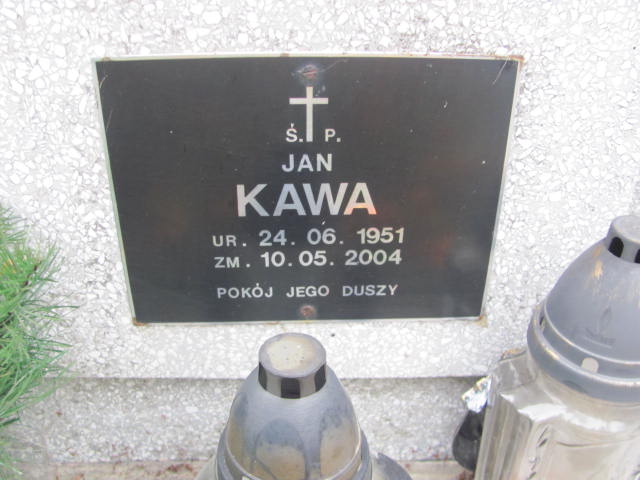 Ś. P.
JAN
KAWA
UR. 24. 06. 1951
ZM. 10. 05. 2004
POKÓJ JEGO DUSZY